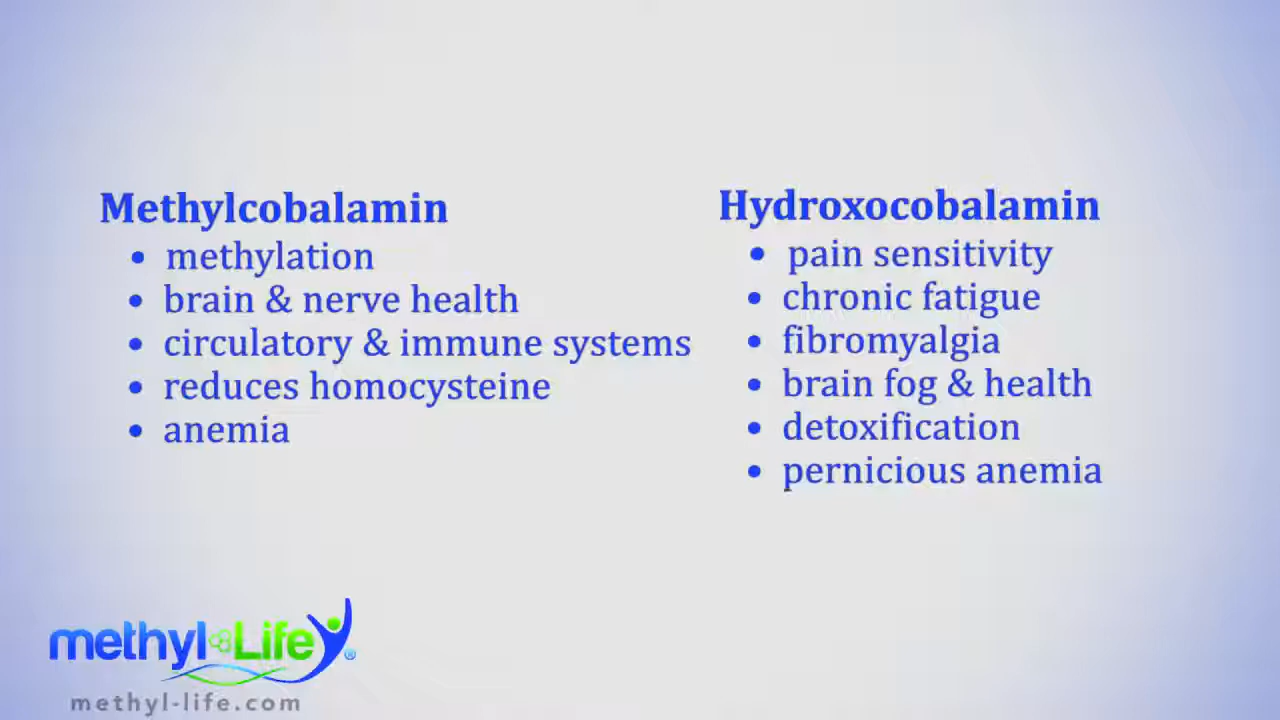 Methylcobalamin
• methylation
• brain & nerve health
• circulatory & immune systems
• reduces homocysteine
• anemia
Hydroxocobalamin
• pain sensitivity
• chronic fatigue
• fibromyalgia
• brain fog & health
• detoxification
• pernicious anemia
methyl Life ®
methyl-life.com